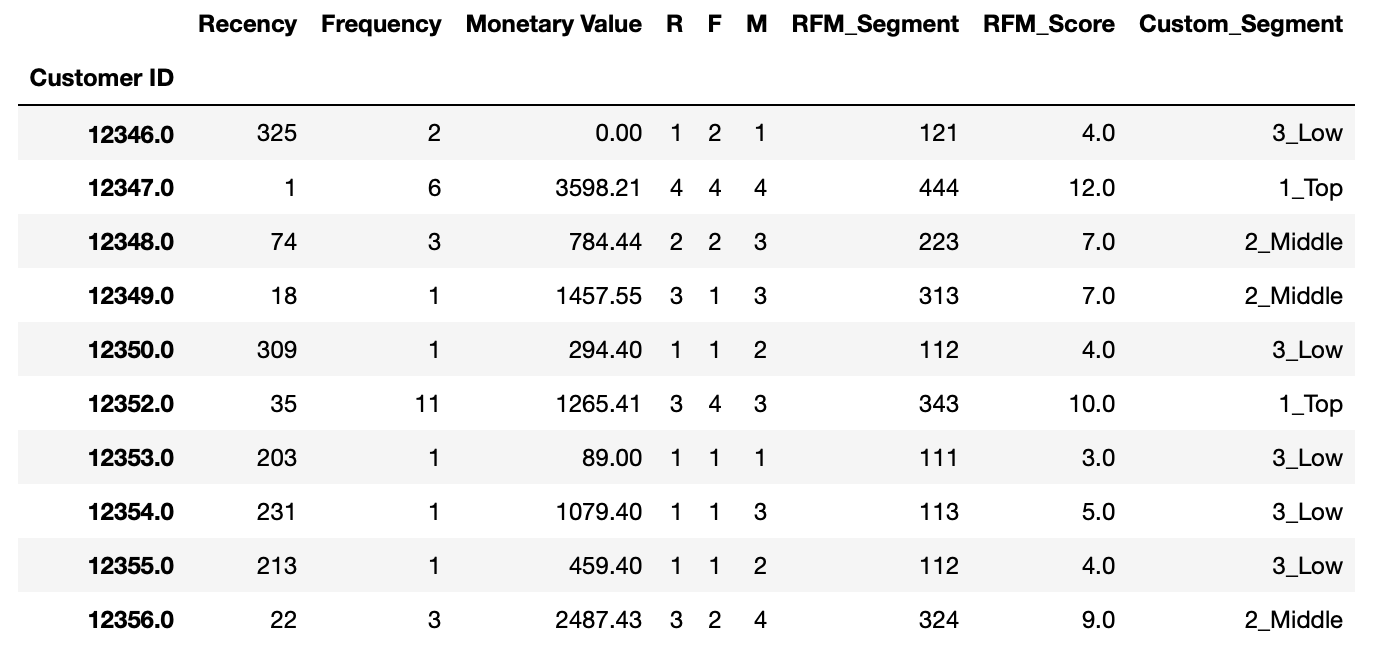 Recency Frequency Monetary Value R F M RFM_Segment RFM_Score Custom_Segment
Customer ID
12346.0 325 2 0.00 1 2 1 121 4.0 3_Low
12347.0 1 6 3598.21 4 4 4 444 12.0 1_Top
12348.0 74 3 784.44 2 2 3 223 7.0 2_Middle
12349.0 18 1 1457.55 3 1 3 313 7.0 2_Middle
12350.0 309 1 294.40 1 1 2 112 4.0 3_Low
12352.0 35 11 1265.41 3 4 3 343 10.0 1_Top
12353.0 203 1 89.00 1 1 1 111 3.0 3_Low
12354.0 231 1 1079.40 1 1 3 113 5.0 3_Low
12355.0 213 1 459.40 1 1 2 112 4.0 3_Low
12356.0 22 3 2487.43 3 2 4 324 9.0 2_Middle